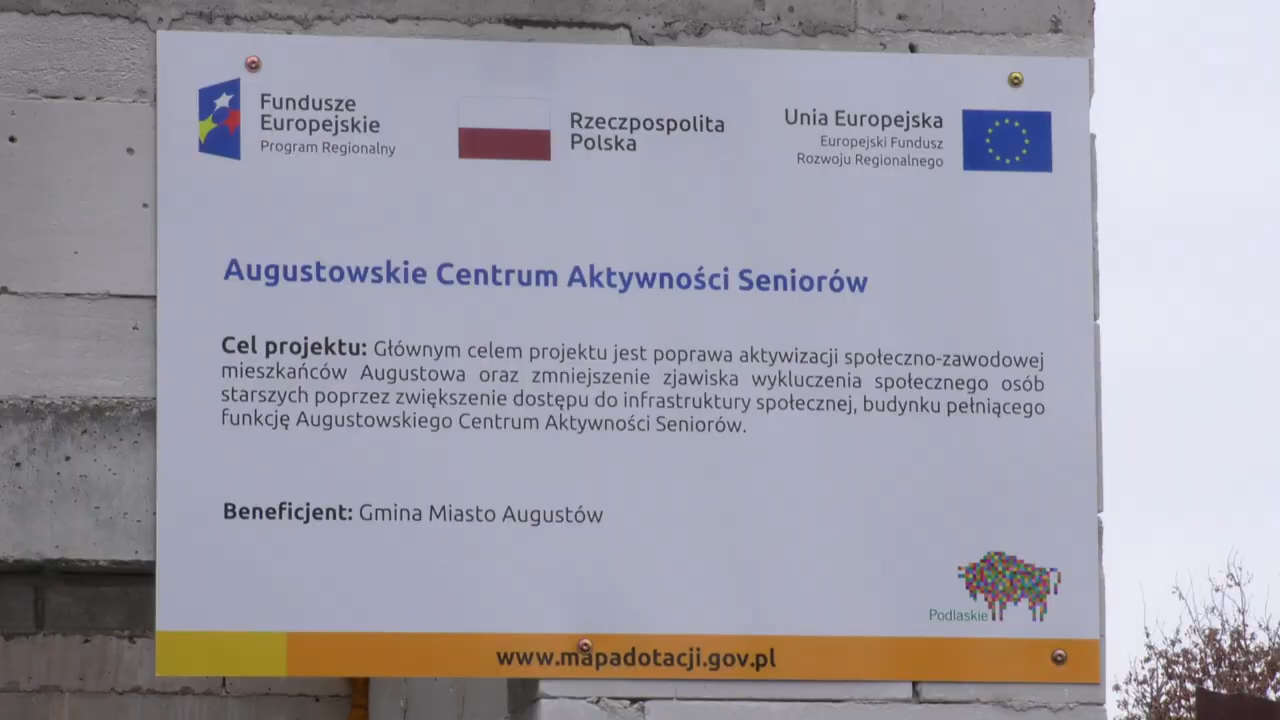 Fundusze
Europejskie
Program Regionalny
Rzeczpospolita
Polska
Unia Europejska
Europejski Fundusz
Rozwoju Regionalnego
Augustowskie Centrum Aktywności Seniorów
Cel projektu: Głównym celem projektu jest poprawa aktywizacji społeczno-zawodowej
mieszkańców Augustowa oraz zmniejszenie zjawiska wykluczenia społecznego osób
starszych poprzez zwiększenie dostępu do infrastruktury społecznej, budynku pełniącego
funkcję Augustowskiego Centrum Aktywności Seniorów.
Beneficjent: Gmina Miasto Augustów
Podlaskie
www.mapadotacji.gov.pl